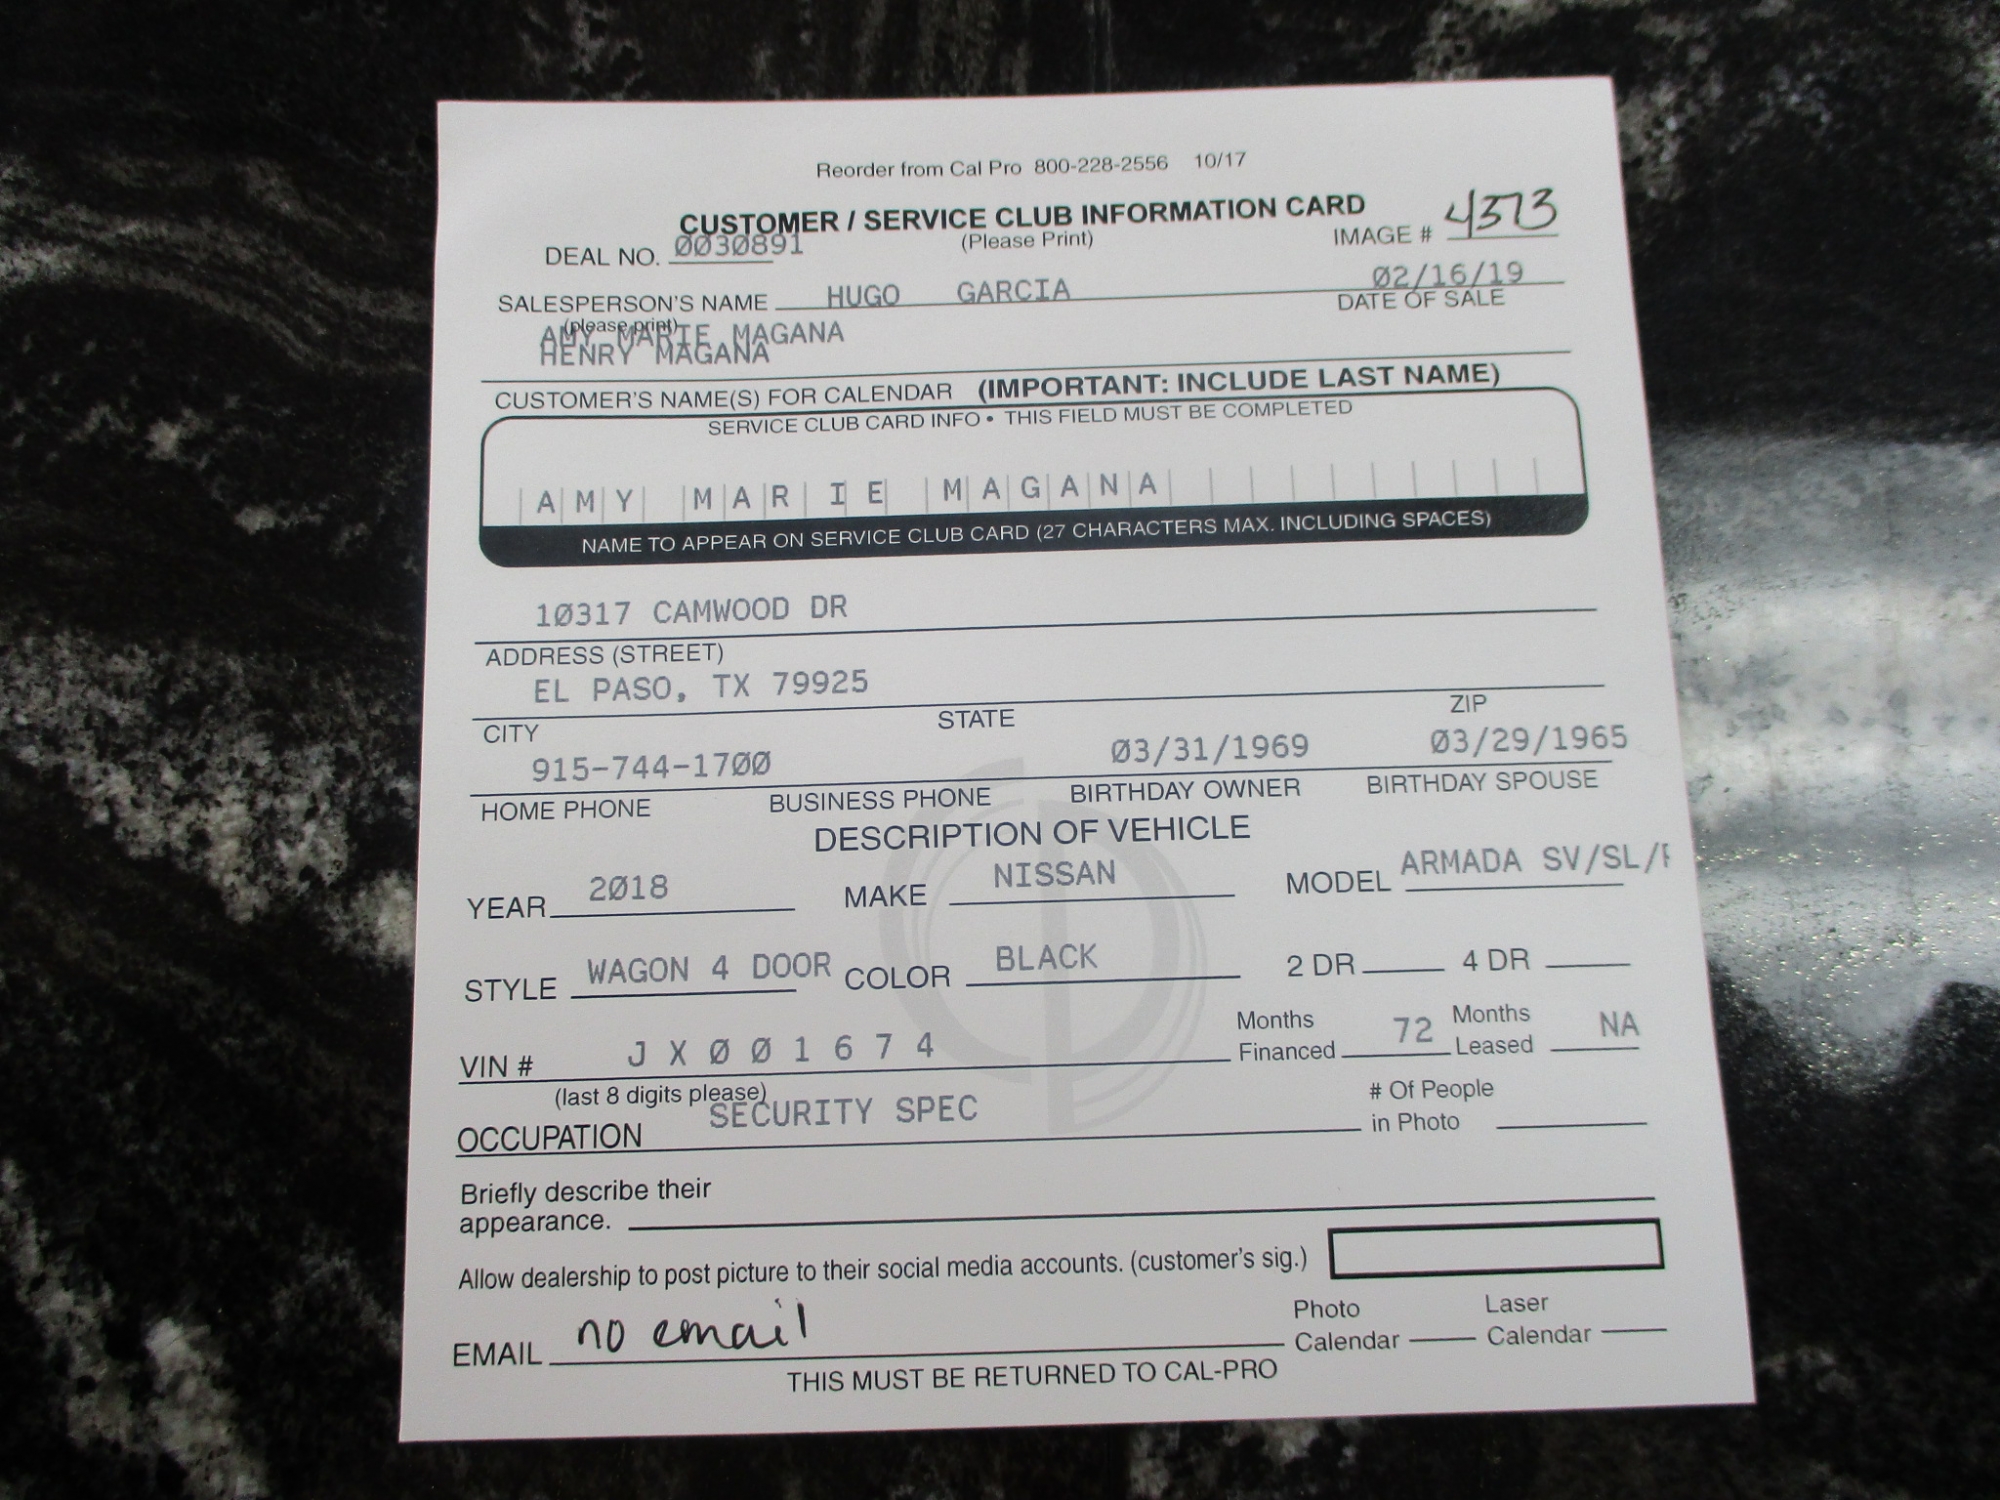 Reorder from Cal Pro 800-228-2556 10/17
CUSTOMER / SERVICE CLUB INFORMATION CARD
DEAL NO. 0030891 (Please Print) IMAGE # 4373
SALESPERSON'S NAME HUGO GARCIA 02/16/19
(please print) DATE OF SALE
AMY MARIE MAGANA
HENRY MAGANA
CUSTOMER'S NAME(S) FOR CALENDAR (IMPORTANT: INCLUDE LAST NAME)
SERVICE CLUB CARD INFO • THIS FIELD MUST BE COMPLETED
AMY MARIE MAGANA
NAME TO APPEAR ON SERVICE CLUB CARD (27 CHARACTERS MAX. INCLUDING SPACES)
10317 CAMWOOD DR
ADDRESS (STREET)
EL PASO, TX 79925
CITY STATE ZIP
915-744-1700 03/31/1969 03/29/1965
HOME PHONE BUSINESS PHONE BIRTHDAY OWNER BIRTHDAY SPOUSE
DESCRIPTION OF VEHICLE
YEAR 2018 MAKE NISSAN MODEL ARMADA SV/SL/
STYLE WAGON 4 DOOR COLOR BLACK 2 DR 4 DR
VIN # JX001674 Months Financed 72 Months Leased NA
(last 8 digits please)
OCCUPATION SECURITY SPEC # Of People in Photo
Briefly describe their
appearance.
Allow dealership to post picture to their social media accounts. (customer's sig.)
EMAIL no email Photo Calendar Laser Calendar
THIS MUST BE RETURNED TO CAL-PRO